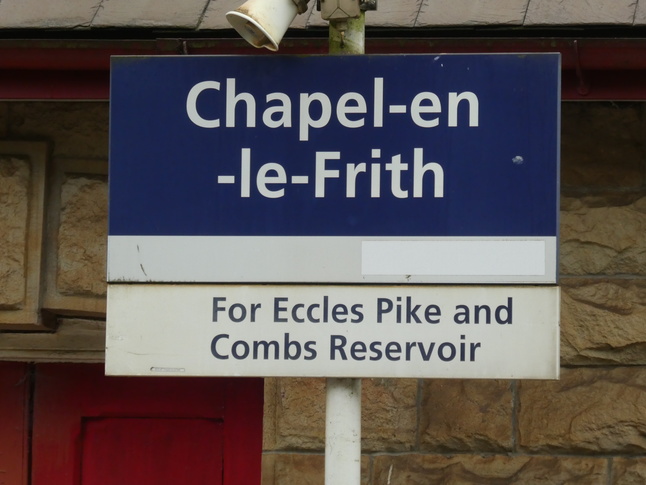 Chapel-en
-le-Frith
For Eccles Pike and
Combs Reservoir